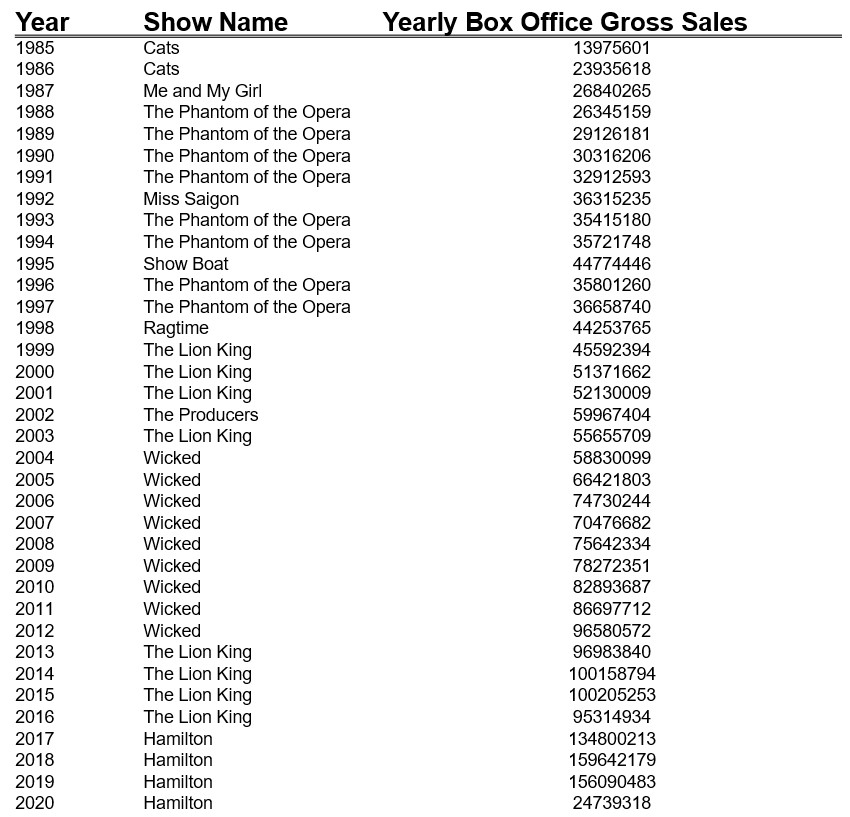 Year Show Name Yearly Box Office Gross Sales
1985 Cats 13975601
1986 Cats 23935618
1987 Me and My Girl 26840265
1988 The Phantom of the Opera 26345159
1989 The Phantom of the Opera 29126181
1990 The Phantom of the Opera 30316206
1991 The Phantom of the Opera 32912593
1992 Miss Saigon 36315235
1993 The Phantom of the Opera 35415180
1994 The Phantom of the Opera 35721748
1995 Show Boat 44774446
1996 The Phantom of the Opera 35801260
1997 The Phantom of the Opera 36658740
1998 Ragtime 44253765
1999 The Lion King 45592394
2000 The Lion King 51371662
2001 The Lion King 52130009
2002 The Producers 59967404
2003 The Lion King 55655709
2004 Wicked 58830099
2005 Wicked 66421803
2006 Wicked 74730244
2007 Wicked 70476682
2008 Wicked 75642334
2009 Wicked 78272351
2010 Wicked 82893687
2011 Wicked 86697712
2012 Wicked 96580572
2013 The Lion King 96983840
2014 The Lion King 100158794
2015 The Lion King 100205253
2016 The Lion King 95314934
2017 Hamilton 134800213
2018 Hamilton 159642179
2019 Hamilton 156090483
2020 Hamilton 24739318